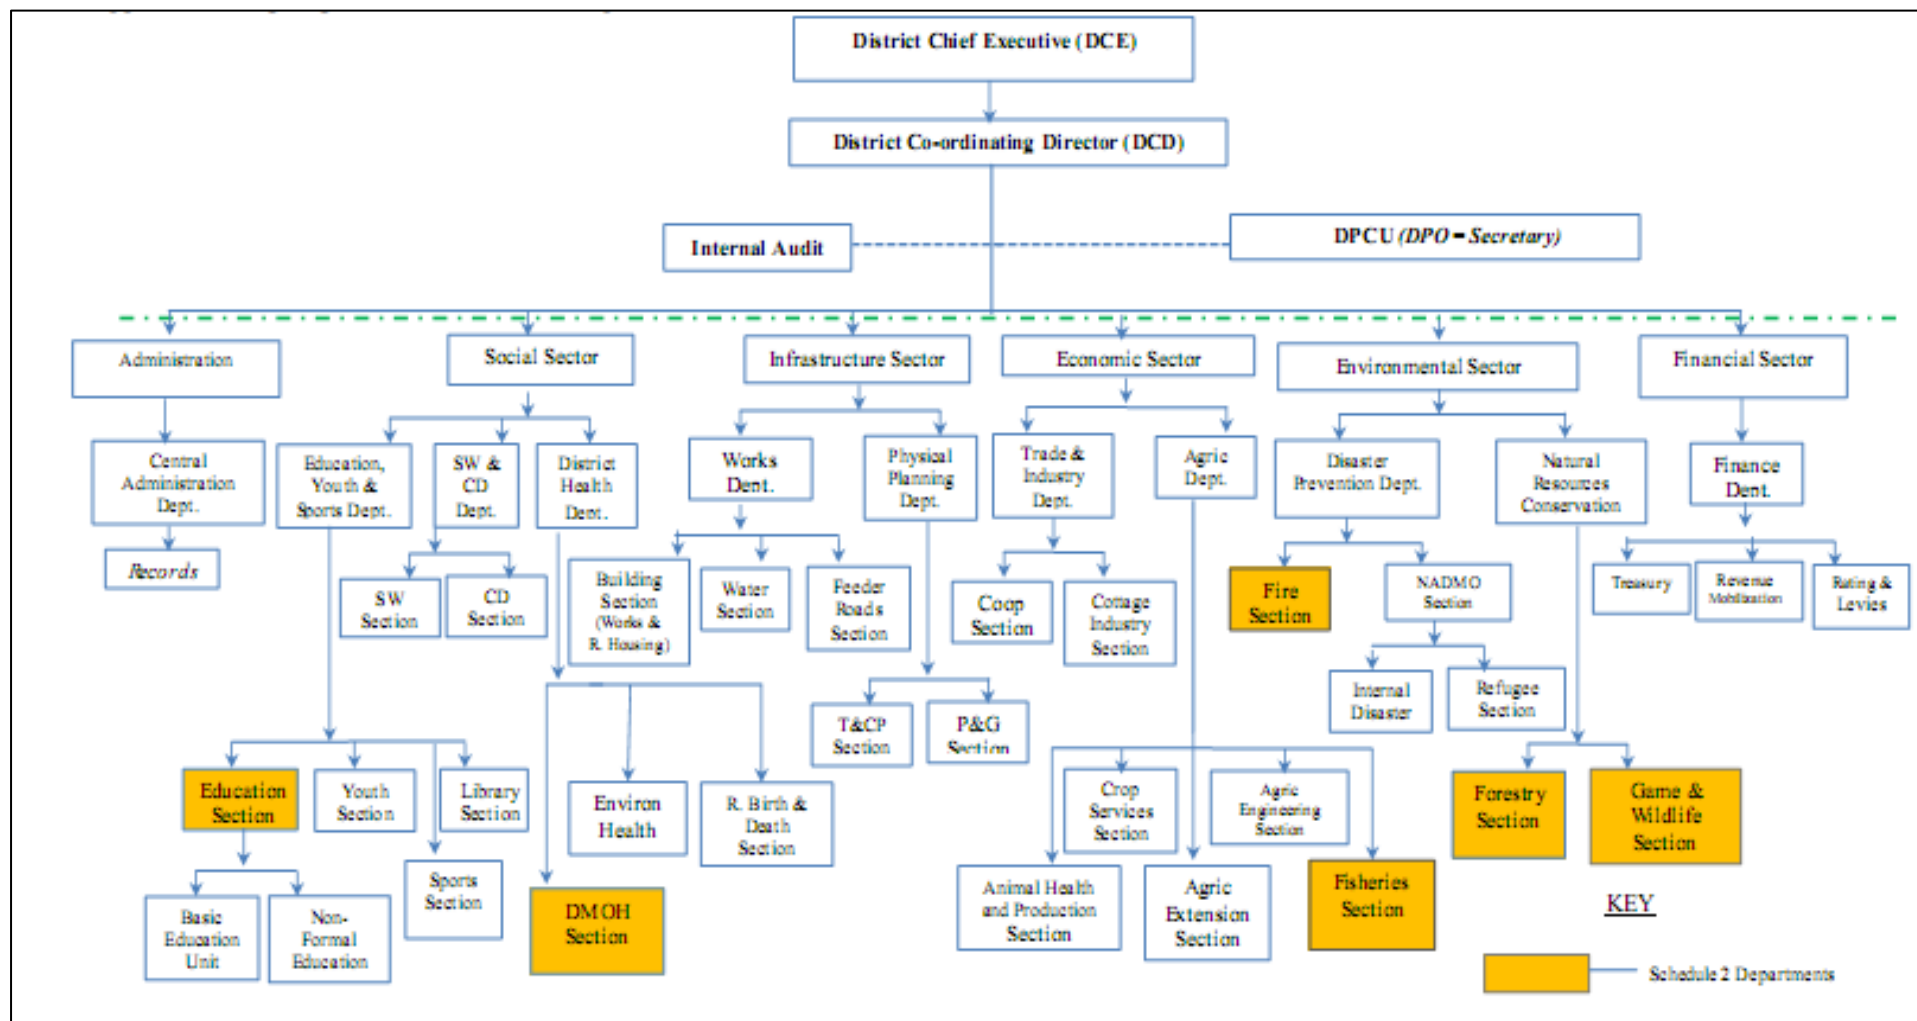 District Chief Executive (DCE)
District Co-ordinating Director (DCD)
Internal Audit
DPCU (DPO = Secretary)
Administration
Social Sector
Infrastructure Sector
Economic Sector
Environmental Sector
Financial Sector
Central
Administration
Dept.
Education,
Youth &
Sports Dept.
SW &
CD
Dept.
District
Health
Dept.
Works
Dept.
Physical
Planning
Dept.
Trade &
Industry
Dept.
Agric
Dept.
Disaster
Prevention Dept.
Natural
Resources
Conservation
Finance
Dept.
Records
SW
Section
CD
Section
Building
Section
(Works &
R. Housing)
Water
Section
Feeder
Roads
Section
Coop
Section
Cottage
Industry
Section
Fire
Section
NADMO
Section
Treasury
Revenue
Mobilization
Rating &
Levies
Internal
Disaster
Refugee
Section
T&CP
Section
P&G
Section
Education
Section
Youth
Section
Library
Section
Environ
Health
R. Birth &
Death
Section
Crop
Services
Section
Agric
Engineering
Section
Forestry
Section
Game &
Wildlife
Section
Basic
Education
Unit
Non-
Formal
Education
Sports
Section
DMOH
Section
Animal Health
and Production
Section
Agric
Extension
Section
Fisheries
Section
KEY
Schedule 2 Departments